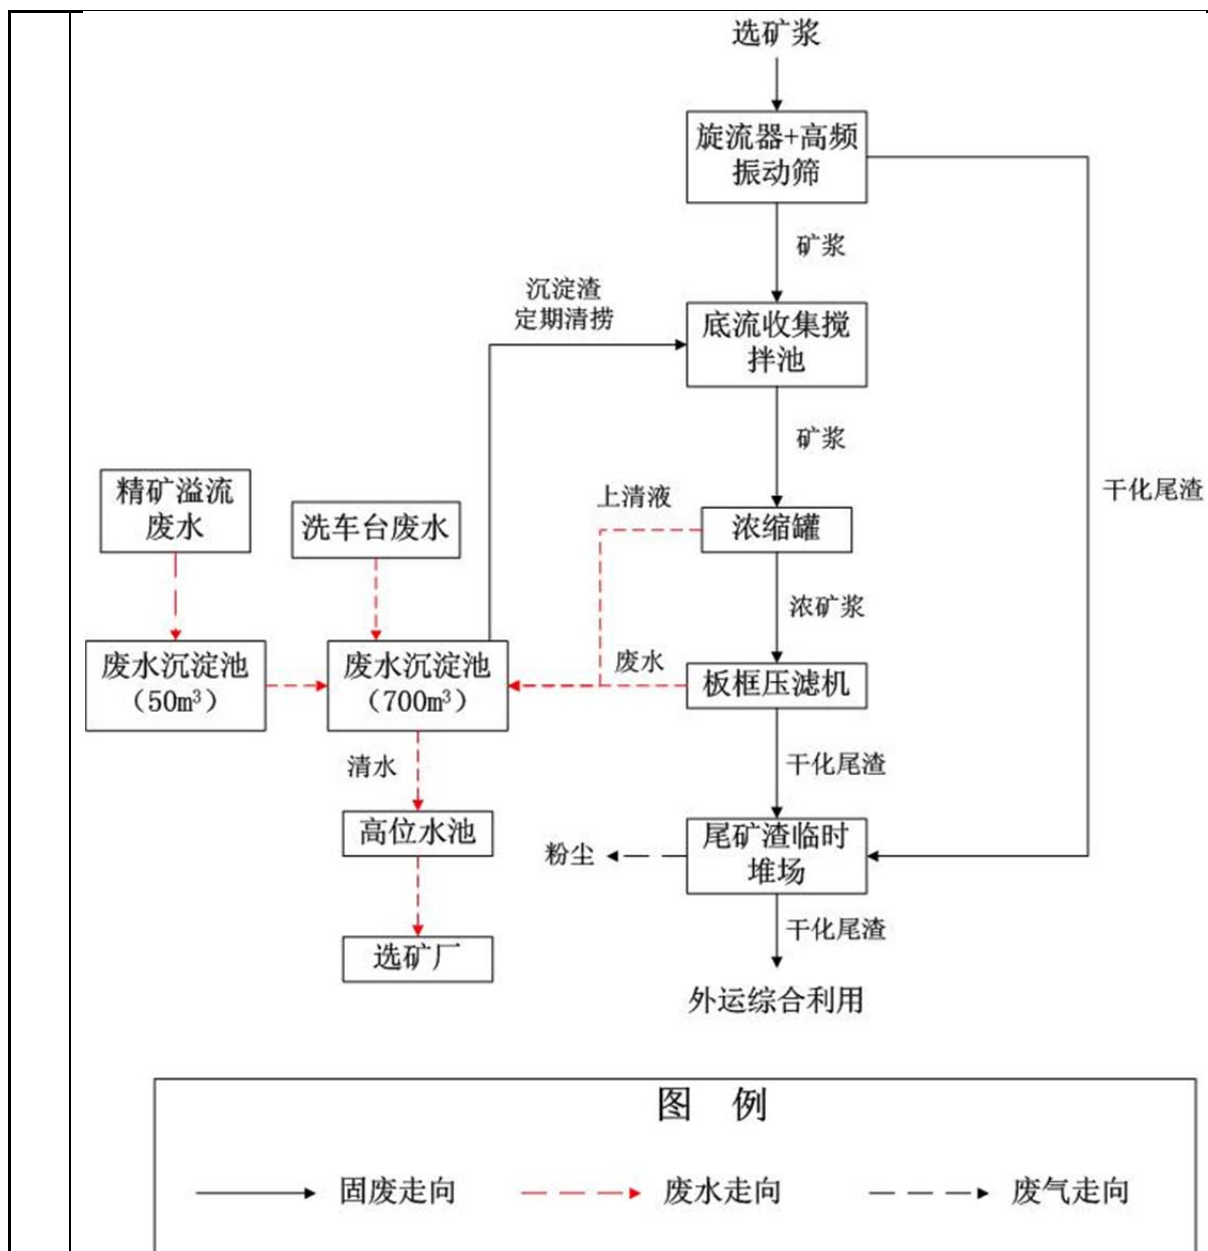 选矿浆
旋流器+高频
振动筛
矿浆
沉淀渣
定期清捞
底流收集搅
拌池
矿浆
干化尾渣
精矿溢流
废水
洗车台废水
上清液
浓缩罐
浓矿浆
废水沉淀池
（50m³）
废水沉淀池
（700m³）
废水
板框压滤机
清水
干化尾渣
高位水池
粉尘
尾矿渣临时
堆场
干化尾渣
选矿厂
外运综合利用
图 例
固废走向
废水走向
废气走向